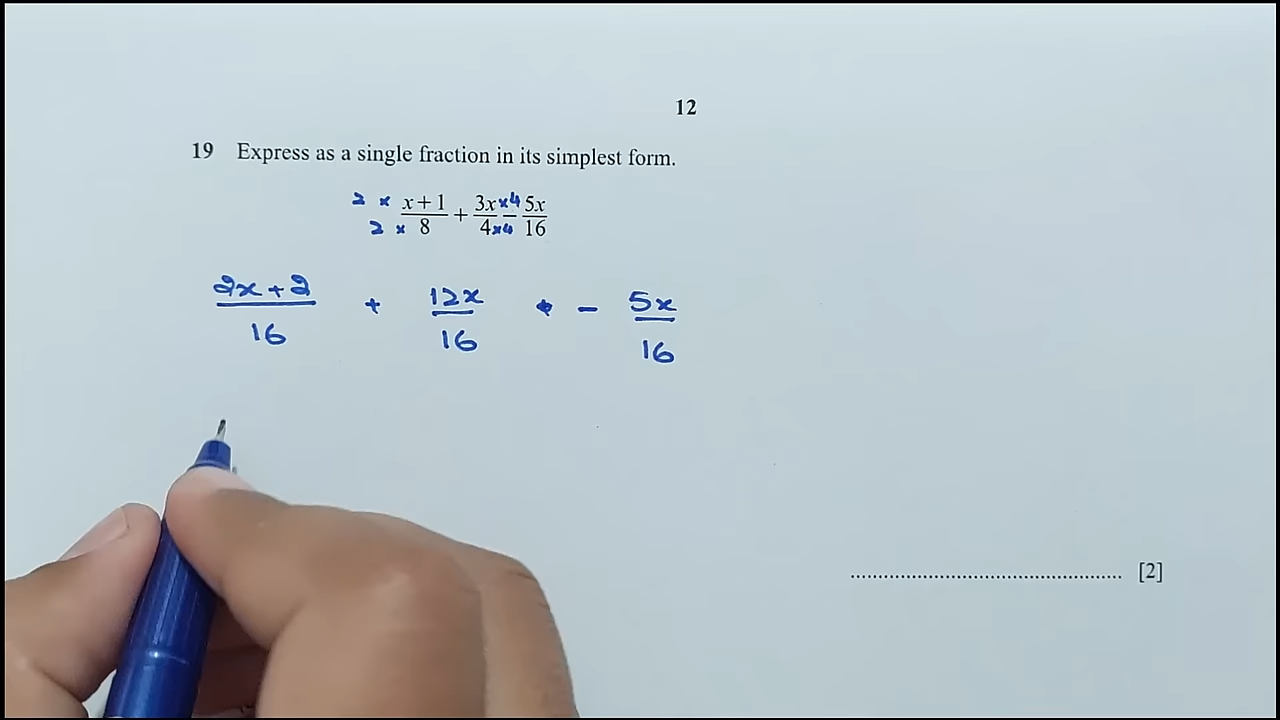 12
19 Express as a single fraction in its simplest form.
2 × x + 1 + 3x ×4 − 5x
2 × 8 4 ×4 16
2x + 2 + 12x - 5x
16 16 16
................................................ [2]